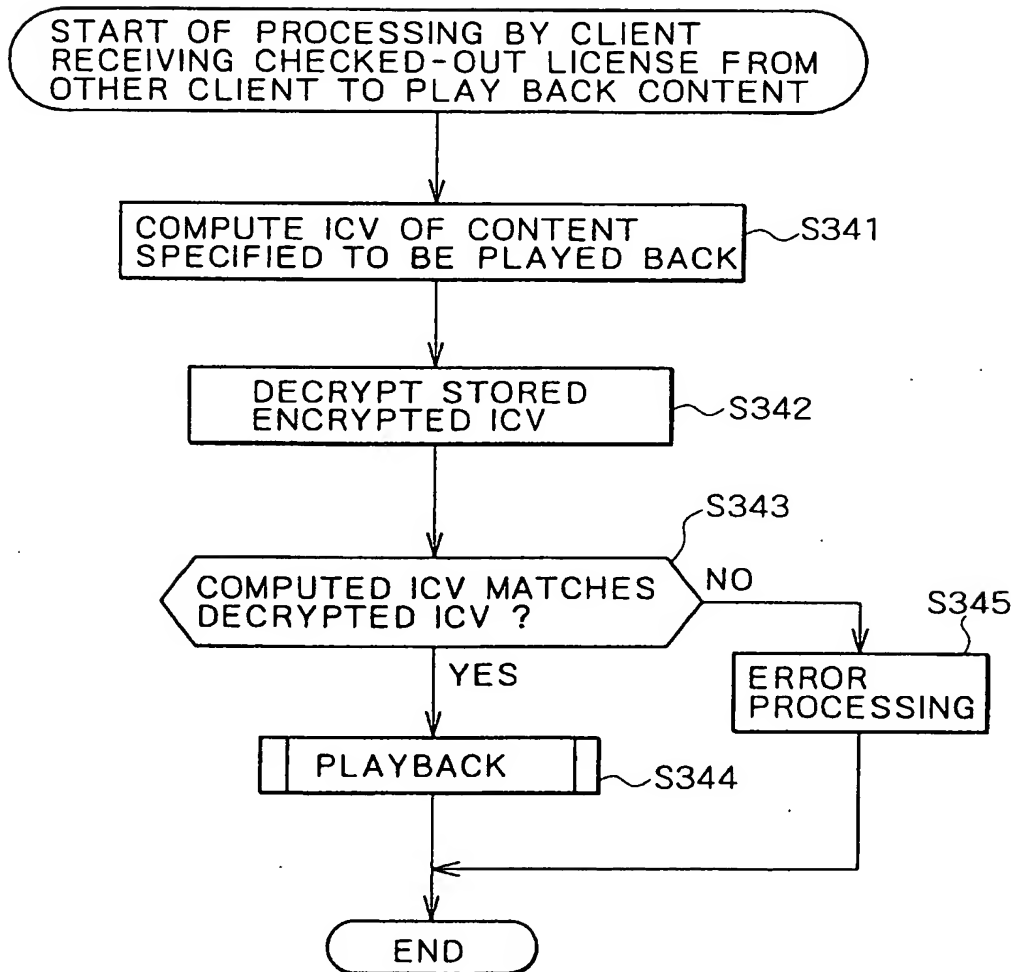 START OF PROCESSING BY CLIENT
RECEIVING CHECKED-OUT LICENSE FROM
OTHER CLIENT TO PLAY BACK CONTENT
COMPUTE ICV OF CONTENT
SPECIFIED TO BE PLAYED BACK
S341
DECRYPT STORED
ENCRYPTED ICV
S342
S343
COMPUTED ICV MATCHES
DECRYPTED ICV ?
NO
YES
S345
ERROR
PROCESSING
PLAYBACK
S344
END